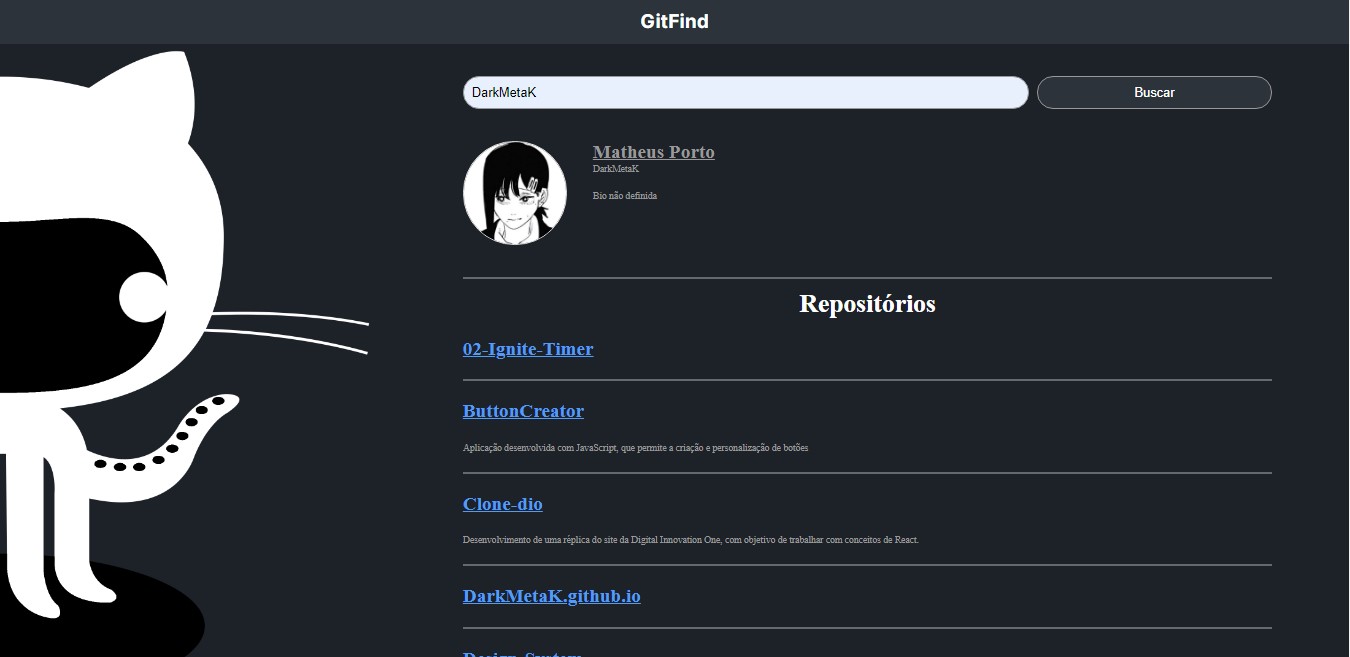 GitFind
DarkMetaK
Buscar
Matheus Porto
DarkMetaK
Bio não definida
Repositórios
02-Ignite-Timer
ButtonCreator
Aplicação desenvolvida com JavaScript, que permite a criação e personalização de botões
Clone-dio
Desenvolvimento de uma réplica do site da Digital Innovation One, com objetivo de trabalhar com conceitos de React.
DarkMetaK.github.io
Design-System